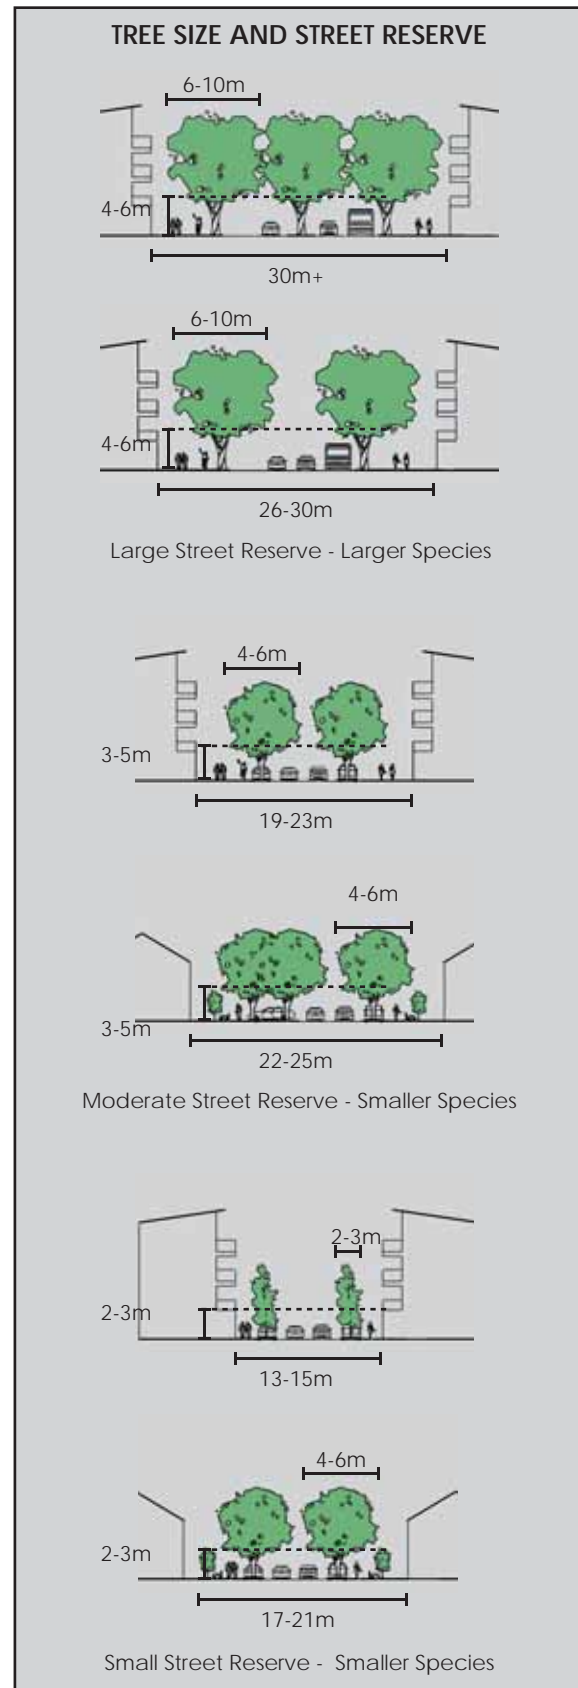 TREE SIZE AND STREET RESERVE
6-10m
4-6m
30m+
6-10m
4-6m
26-30m
Large Street Reserve - Larger Species
4-6m
3-5m
19-23m
4-6m
3-5m
22-25m
Moderate Street Reserve - Smaller Species
2-3m
2-3m
13-15m
4-6m
2-3m
17-21m
Small Street Reserve -  Smaller Species